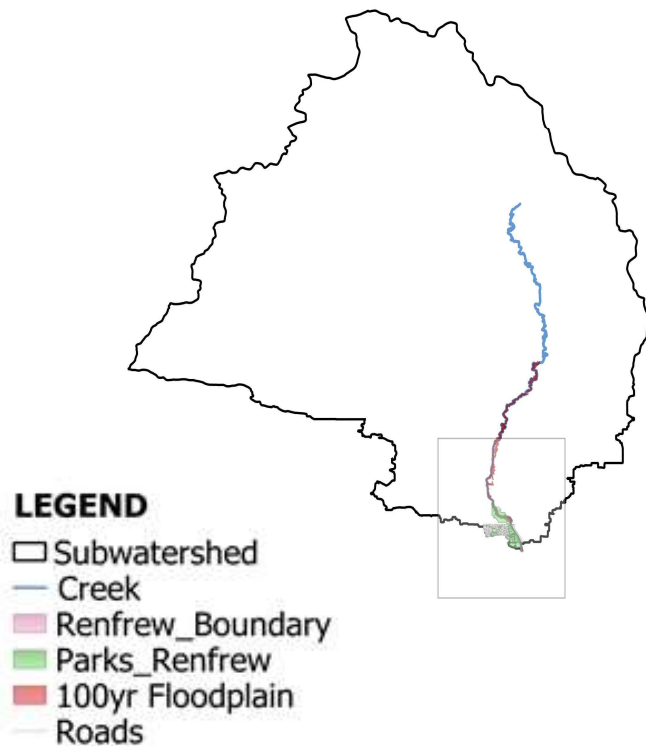 LEGEND
Subwatershed
Creek
Renfrew_Boundary
Parks_Renfrew
100yr Floodplain
Roads